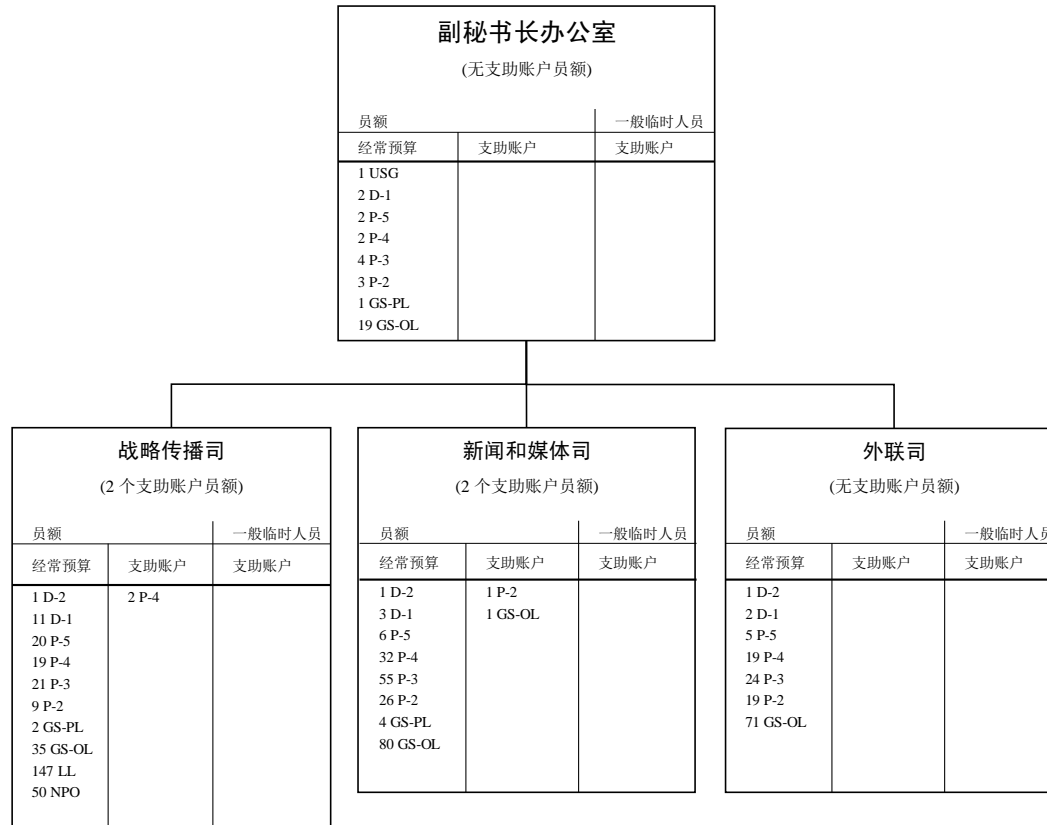 副秘书长办公室
(无支助账户员额)
员额 一般临时人员
经常预算 支助账户 支助账户
1 USG
2 D-1
2 P-5
2 P-4
4 P-3
3 P-2
1 GS-PL
19 GS-OL
战略传播司
(2 个支助账户员额)
员额 一般临时人员
经常预算 支助账户 支助账户
1 D-2 2 P-4
11 D-1
20 P-5
19 P-4
21 P-3
9 P-2
2 GS-PL
35 GS-OL
147 LL
50 NPO
新闻和媒体司
(2 个支助账户员额)
员额 一般临时人员
经常预算 支助账户 支助账户
1 D-2 1 P-2
3 D-1 1 GS-OL
6 P-5
32 P-4
55 P-3
26 P-2
4 GS-PL
80 GS-OL
外联司
(无支助账户员额)
员额 一般临时人员
经常预算 支助账户 支助账户
1 D-2
2 D-1
5 P-5
19 P-4
24 P-3
19 P-2
71 GS-OL